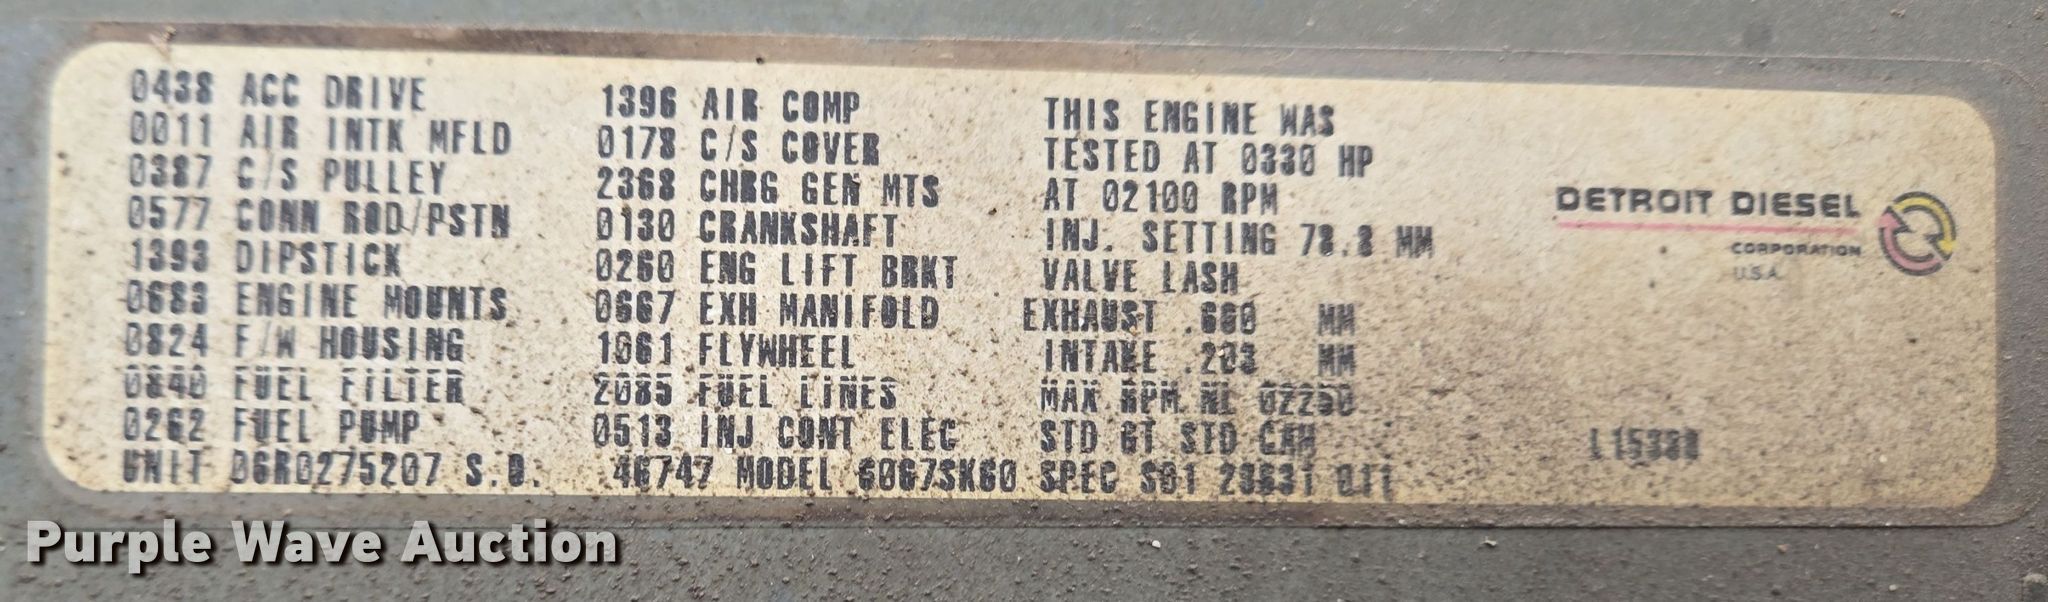 0438 ACC DRIVE
0011 AIR INTK MFLD
0387 C/S PULLEY
0577 CONN ROD/PSTN
1393 DIPSTICK
0683 ENGINE MOUNTS
0824 F/W HOUSING
0840 FUEL FILTER
0262 FUEL PUMP
1396 AIR COMP
0178 C/S COVER
2368 CHRG GEN MTS
0130 CRANKSHAFT
0260 ENG LIFT BRKT
0667 EXH MANIFOLD
1061 FLYWHEEL
2085 FUEL LINES
0513 INJ CONT ELEC
THIS ENGINE WAS
TESTED AT 0330 HP
AT 02100 RPM
INJ. SETTING 78.8 MM
VALVE LASH
EXHAUST .660 MM
INTAKE .203 MM
MAX RPM NL 02250
STD GT STD CXH
UNIT 06R0275207 S.O. 46747 MODEL 6067SK60 SPEC S01 011
DETROIT DIESEL
CORPORATION
U.S.A.
Purple Wave Auction